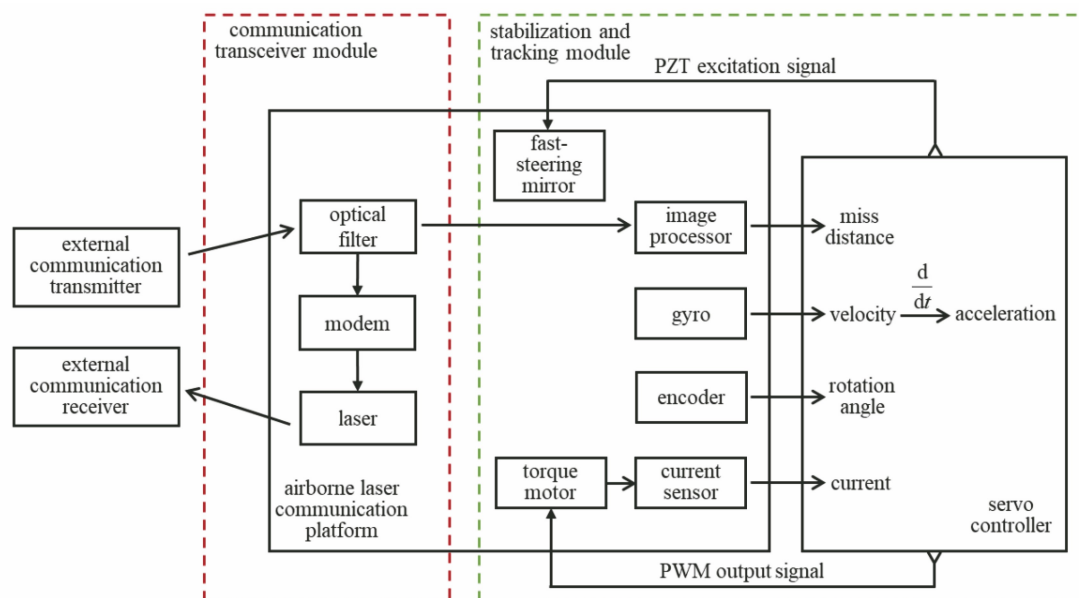 communication
transceiver module
stabilization and
tracking module
PZT excitation signal
fast-
steering
mirror
optical
filter
image
processor
miss
distance
external
communication
transmitter
d
dt
modem
gyro
velocity
acceleration
external
communication
receiver
laser
encoder
rotation
angle
airborne laser
communication
platform
torque
motor
current
sensor
current
servo
controller
PWM output signal